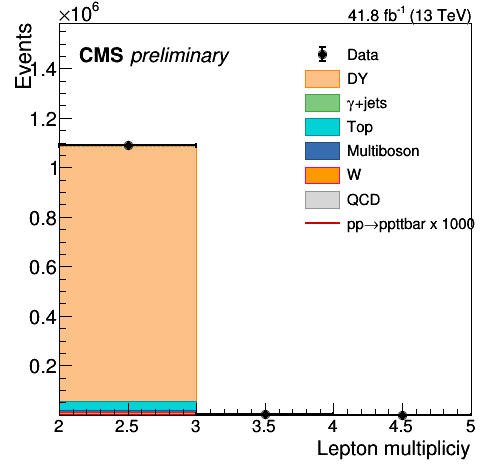 ×10⁶
41.8 fb⁻¹ (13 TeV)
Events
CMS preliminary
Data
DY
γ+jets
Top
Multiboson
W
QCD
pp→ppttbar x 1000
1.4
1.2
1
0.8
0.6
0.4
0.2
2 2.5 3 3.5 4 4.5 5
Lepton multipliciy